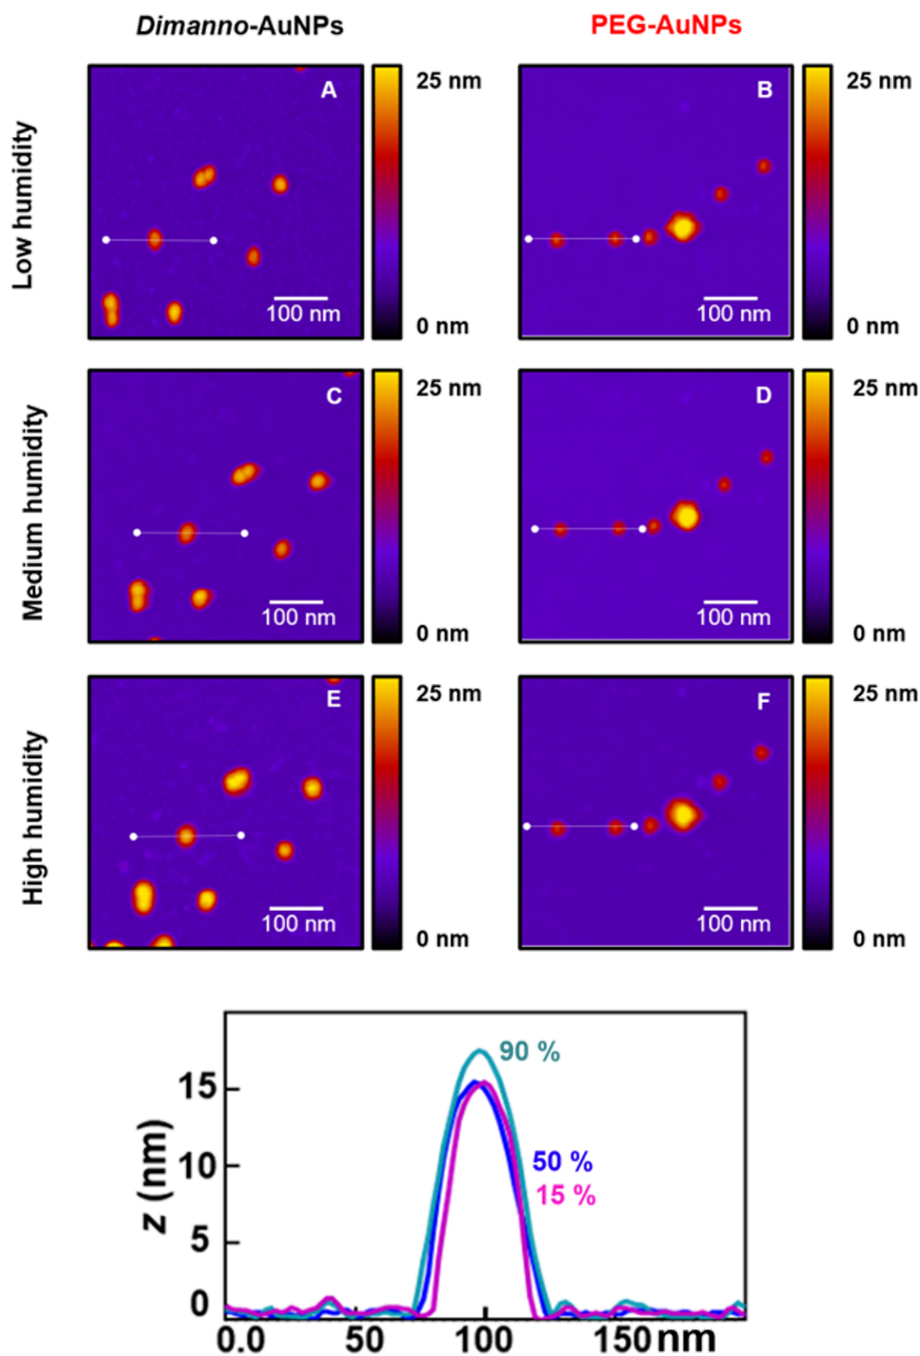 Dimanno-AuNPs
PEG-AuNPs
Low humidity
A
25 nm
0 nm
100 nm
B
25 nm
0 nm
100 nm
Medium humidity
C
25 nm
0 nm
100 nm
D
25 nm
0 nm
100 nm
High humidity
E
25 nm
0 nm
100 nm
F
25 nm
0 nm
100 nm
z (nm)
15
10
5
0
90 %
50 %
15 %
0.0 50 100 150 nm